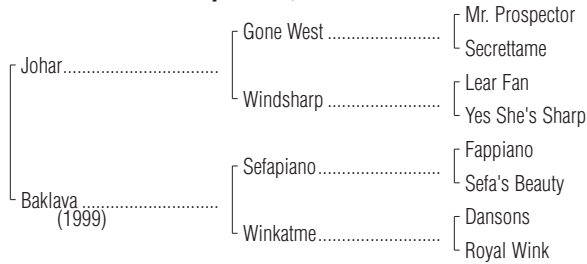 Mr. Prospector
Gone West ........................
Secrettame
Johar.................................
Lear Fan
Windsharp ........................
Yes She's Sharp
Fappiano
Sefapiano..........................
Sefa's Beauty
Baklava .............................
(1999)
Dansons
Winkatme..........................
Royal Wink